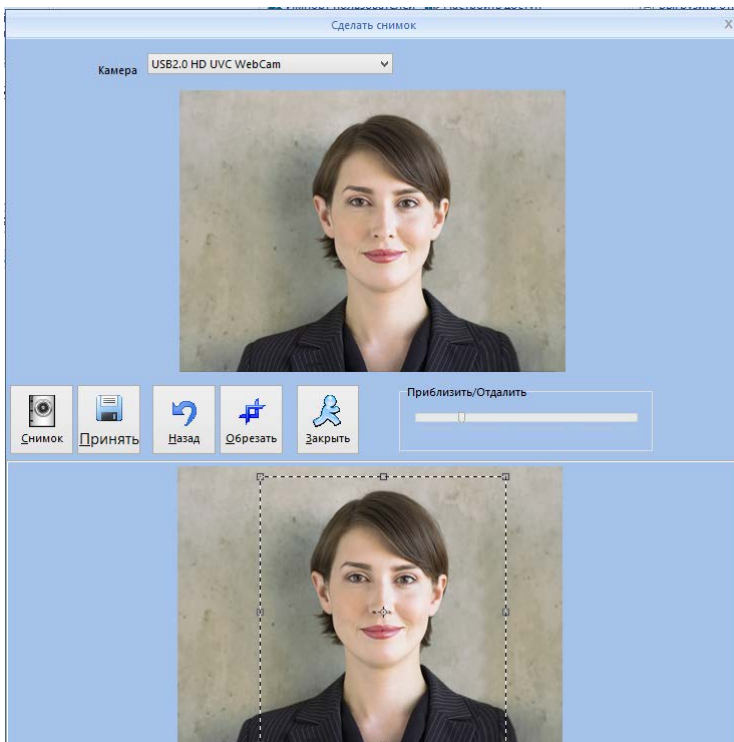 Сделать снимок X
Камера USB2.0 HD UVC WebCam
Приблизить/Отдалить
Снимок Принять Назад Обрезать Закрыть